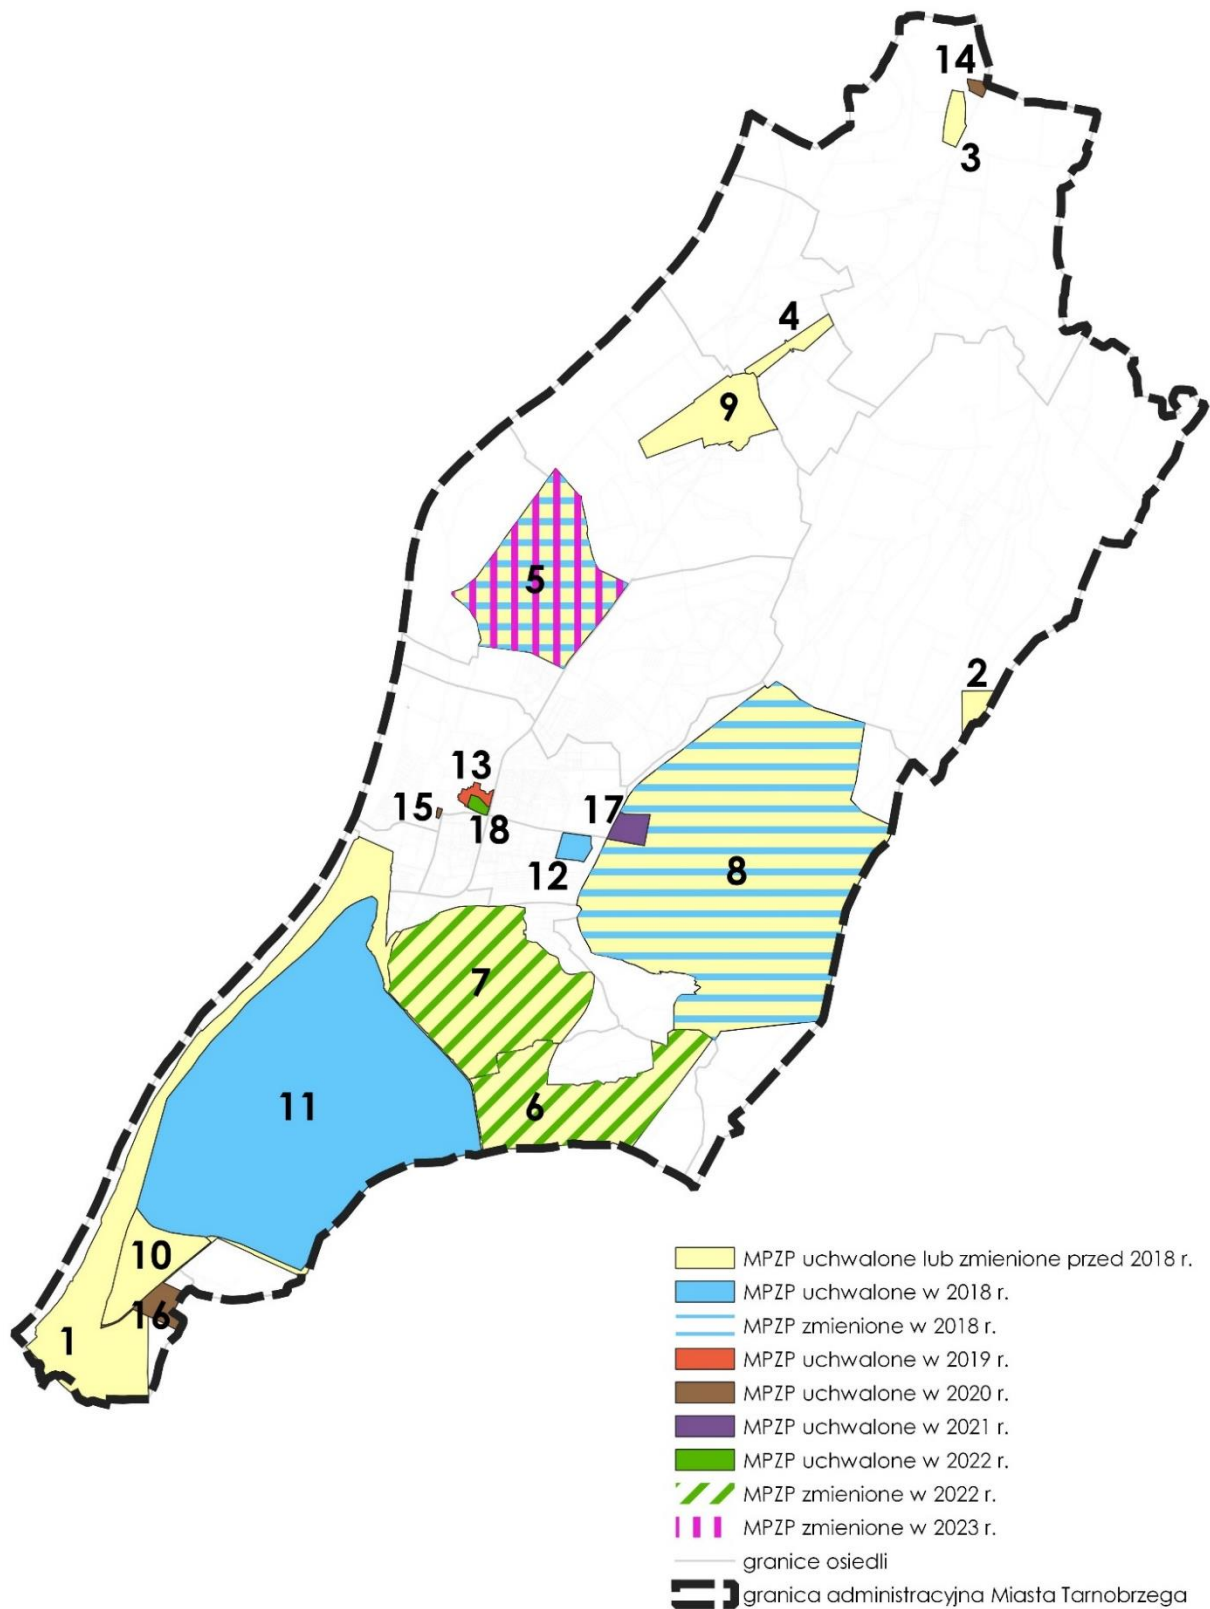 14
3
4
9
5
2
13
15
18
17
12
8
7
11
6
10
16
1
MPZP uchwalone lub zmienione przed 2018 r.
MPZP uchwalone w 2018 r.
MPZP zmienione w 2018 r.
MPZP uchwalone w 2019 r.
MPZP uchwalone w 2020 r.
MPZP uchwalone w 2021 r.
MPZP uchwalone w 2022 r.
MPZP zmienione w 2022 r.
MPZP zmienione w 2023 r.
granice osiedli
granica administracyjna Miasta Tarnobrzega